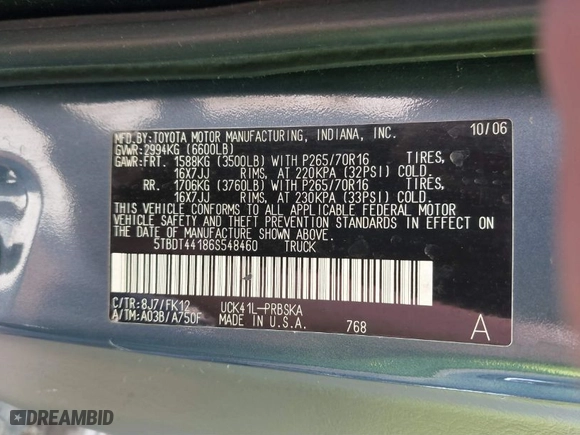 MFD. BY: TOYOTA MOTOR MANUFACTURING, INDIANA, INC. 10/06
GVWR: 2994KG (6600LB)
GAWR: FRT. 1588KG (3500LB) WITH P265/70R16 TIRES,
16X7JJ RIMS, AT 220KPA (32PSI) COLD.
RR. 1706KG (3760LB) WITH P265/70R16 TIRES,
16X7JJ RIMS, AT 230KPA (33PSI) COLD.
THIS VEHICLE CONFORMS TO ALL APPLICABLE FEDERAL MOTOR
VEHICLE SAFETY AND THEFT PREVENTION STANDARDS IN EFFECT ON
THE DATE OF MANUFACTURE SHOWN ABOVE.
5TBDT44186S548460 TRUCK
C/TR: 8J7/FK12 UCK41L-PRBSKA
A/TM: A03B/A750F MADE IN U.S.A. 768 A
DREAMBID